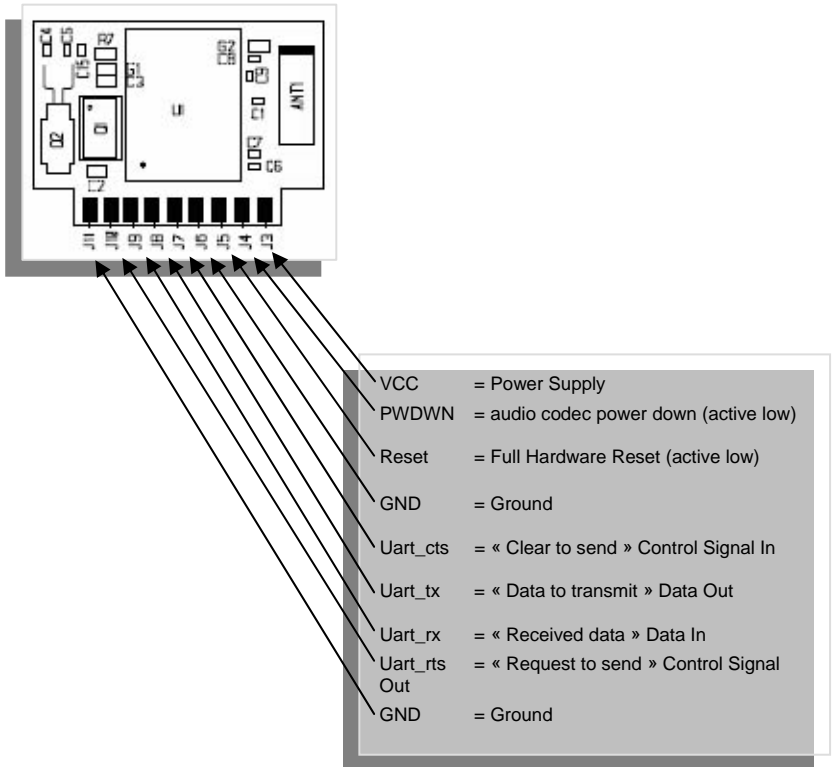 C4 C5 R7
C15
G1
C3
G2
C8
C9
C1
ANT1
U1
Q2
Q1
C2
C7
C6
J11 J10 J9 J8 J7 J6 J5 J4 J3
VCC = Power Supply
PWDWN = audio codec power down (active low)
Reset = Full Hardware Reset (active low)
GND = Ground
Uart_cts = « Clear to send » Control Signal In
Uart_tx = « Data to transmit » Data Out
Uart_rx = « Received data » Data In
Uart_rts = « Request to send » Control Signal
Out
GND = Ground